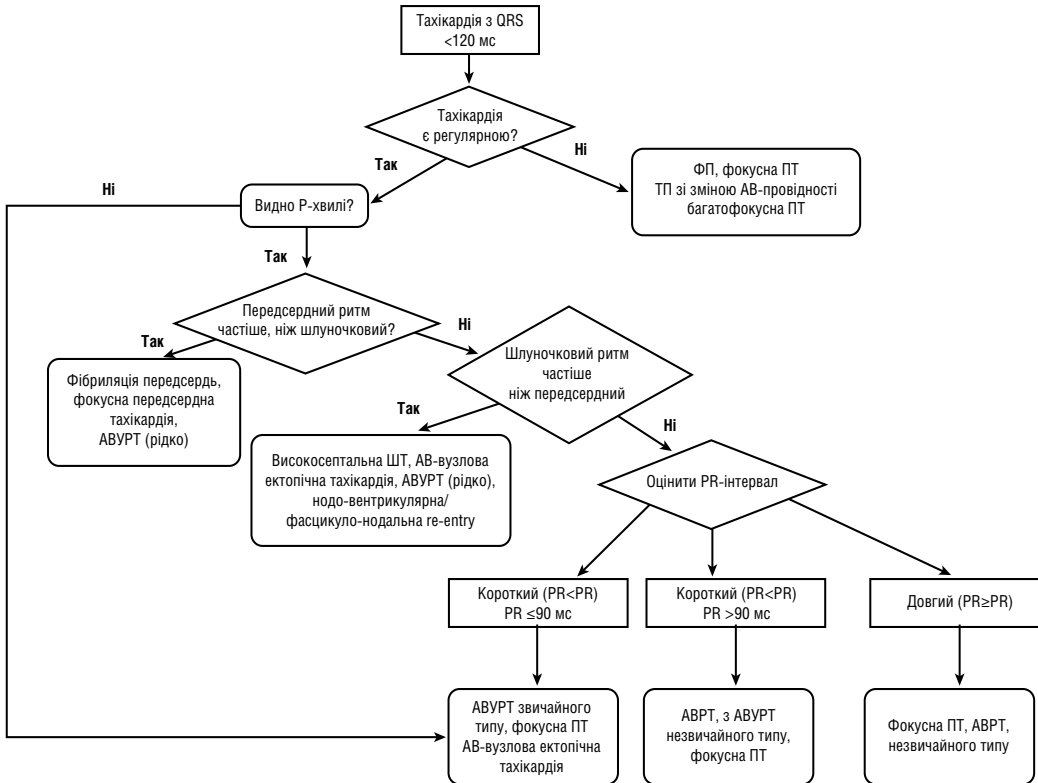 Тахікардія з QRS
<120 мс
Тахікардія
є регулярною?
Ні
Так
ФП, фокусна ПТ
ТП зі зміною АВ-провідності
багатофокусна ПТ
Ні
Видно Р-хвилі?
Так
Передсердний ритм
частіше, ніж шлуночковий?
Ні
Так
Шлуночковий ритм
частіше
ніж передсердний
Фібриляція передсердь,
фокусна передсердна
тахікардія,
АВУРТ (рідко)
Так
Ні
Високосептальна ШТ, АВ-вузлова
ектопічна тахікардія, АВУРТ (рідко),
нодо-вентрикулярна/
фасцикуло-нодальна re-entry
Оцінити PR-інтервал
Короткий (PR<PR)
PR ≤90 мс
Короткий (PR<PR)
PR >90 мс
Довгий (PR≥PR)
АВУРТ звичайного
типу, фокусна ПТ
АВ-вузлова ектопічна
тахікардія
АВРТ, з АВУРТ
незвичайного типу,
фокусна ПТ
Фокусна ПТ, АВРТ,
незвичайного типу